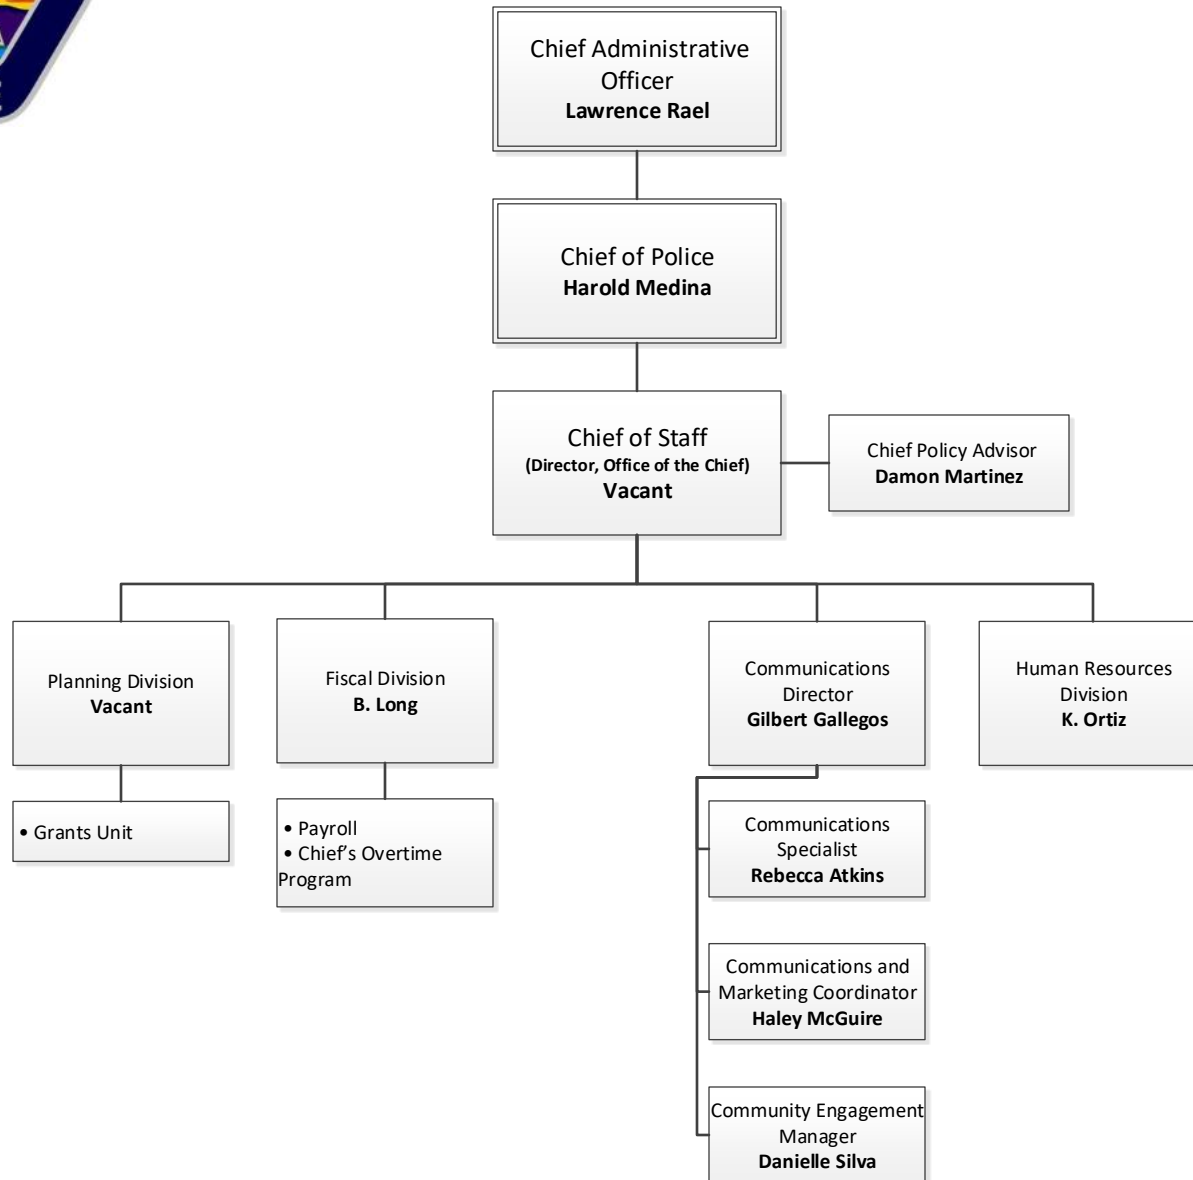 Chief Administrative
Officer
Lawrence Rael
Chief of Police
Harold Medina
Chief of Staff
(Director, Office of the Chief)
Vacant
Chief Policy Advisor
Damon Martinez
Planning Division
Vacant
Fiscal Division
B. Long
Communications
Director
Gilbert Gallegos
Human Resources
Division
K. Ortiz
• Grants Unit
• Payroll
• Chief’s Overtime
Program
Communications
Specialist
Rebecca Atkins
Communications and
Marketing Coordinator
Haley McGuire
Community Engagement
Manager
Danielle Silva